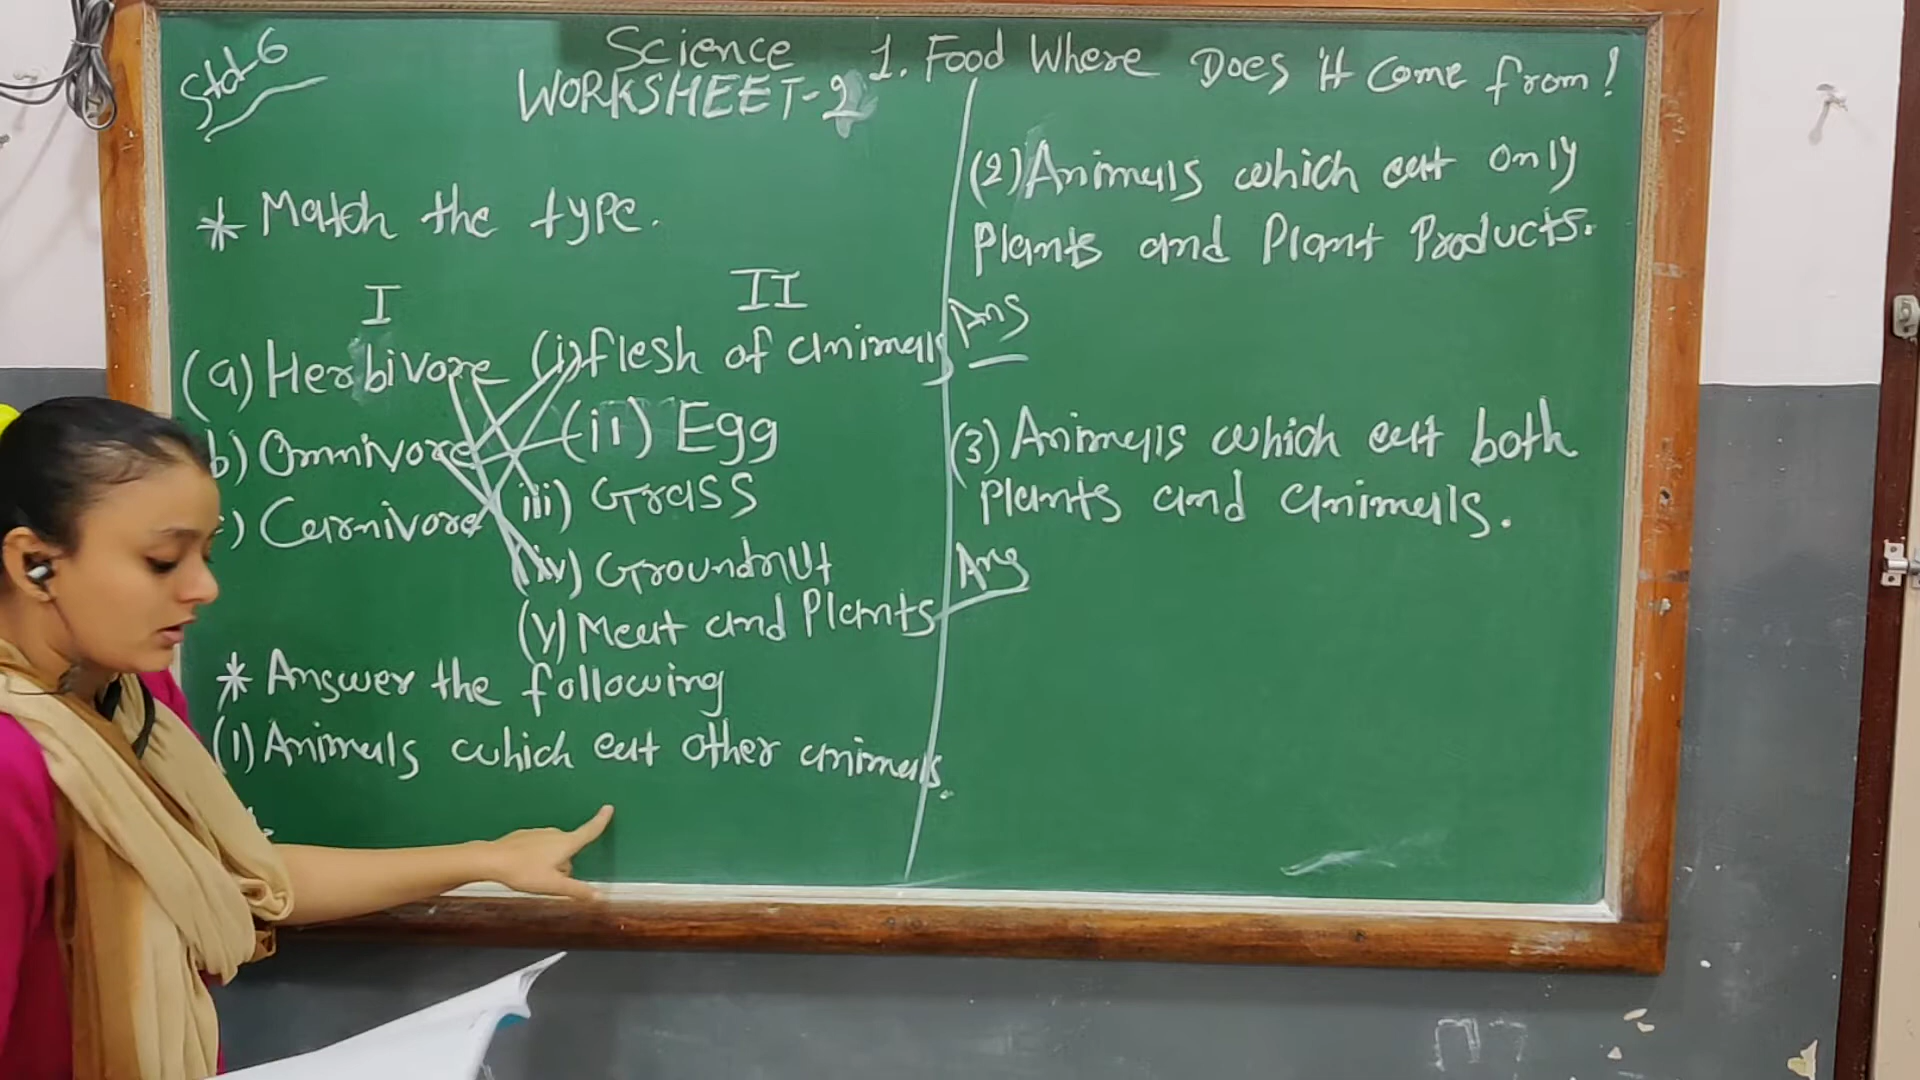 Std-6
Science 1. Food Where Does it Come from!
WORKSHEET-2
* Match the type.
I II
(a) Herbivore (i) flesh of animals
b) Omnivore (ii) Egg
c) Carnivore iii) Grass
(iv) Groundnut
(v) Meat and Plants
* Answer the following
(1) Animals which eat other animals.
(2) Animals which eat only
Plants and Plant Products.
Ans
(3) Animals which eat both
Plants and animals.
Ans